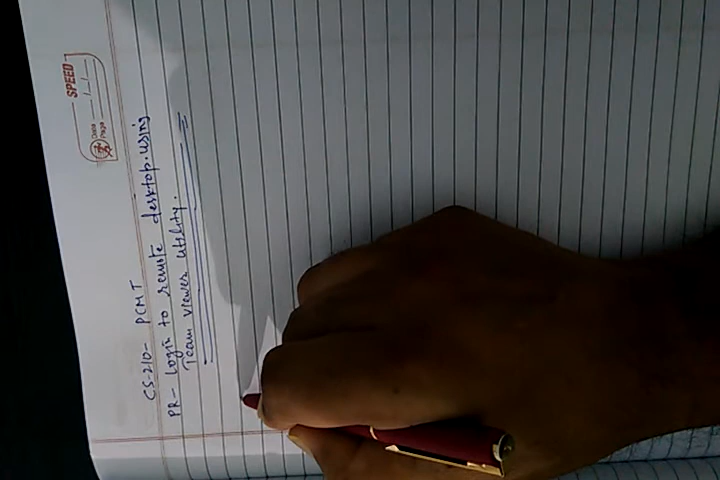 SPEED
Date
Page
CS-210- PCMT
PR- Login to remote desktop.using
Team viewer utility.